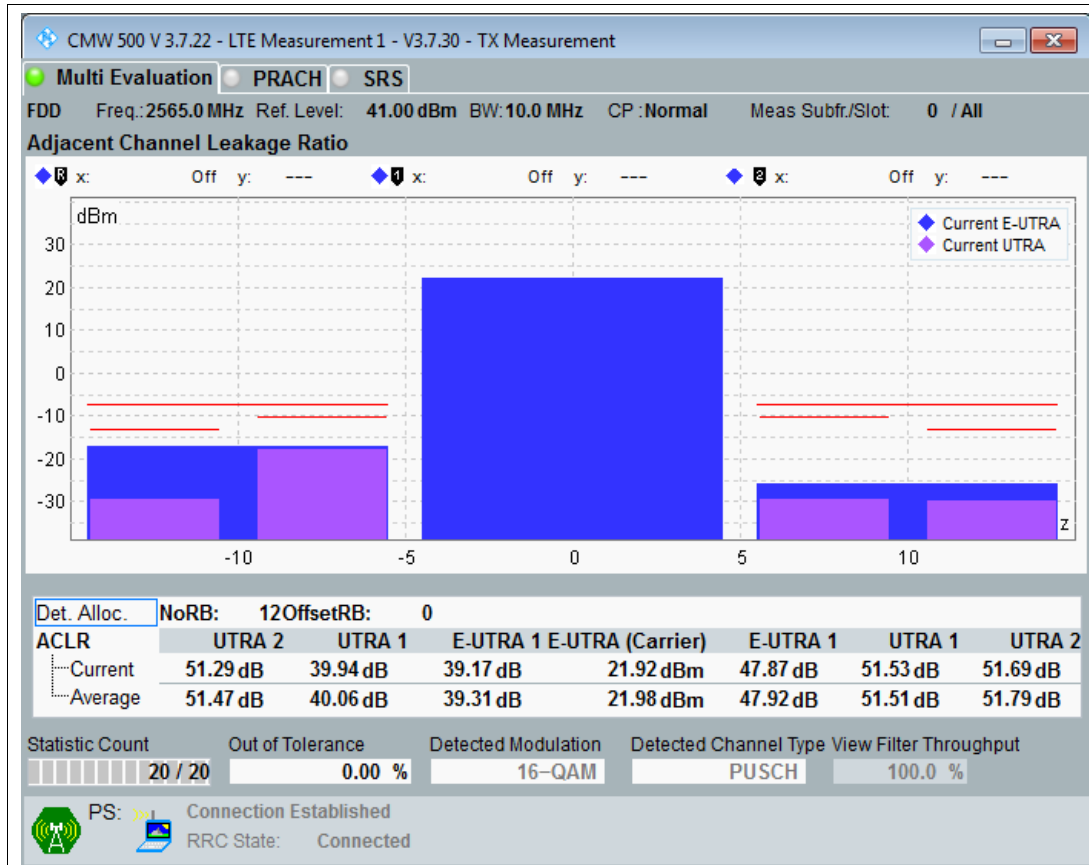 CMW 500 V 3.7.22 - LTE Measurement 1 - V3.7.30 - TX Measurement
Multi Evaluation PRACH SRS
FDD Freq.: 2565.0 MHz Ref. Level: 41.00 dBm BW: 10.0 MHz CP : Normal Meas Subfr./Slot: 0 / All
Adjacent Channel Leakage Ratio
R x: Off y: --- 1 x: Off y: --- 2 x: Off y: ---
dBm
Current E-UTRA
Current UTRA
30
20
10
0
-10
-20
-30
z
-10 -5 0 5 10
Det. Alloc. NoRB: 12 OffsetRB: 0
ACLR UTRA 2 UTRA 1 E-UTRA 1 E-UTRA (Carrier) E-UTRA 1 UTRA 1 UTRA 2
Current 51.29 dB 39.94 dB 39.17 dB 21.92 dBm 47.87 dB 51.53 dB 51.69 dB
Average 51.47 dB 40.06 dB 39.31 dB 21.98 dBm 47.92 dB 51.51 dB 51.79 dB
Statistic Count Out of Tolerance Detected Modulation Detected Channel Type View Filter Throughput
20 / 20 0.00 % 16-QAM PUSCH 100.0 %
PS: Connection Established
RRC State: Connected